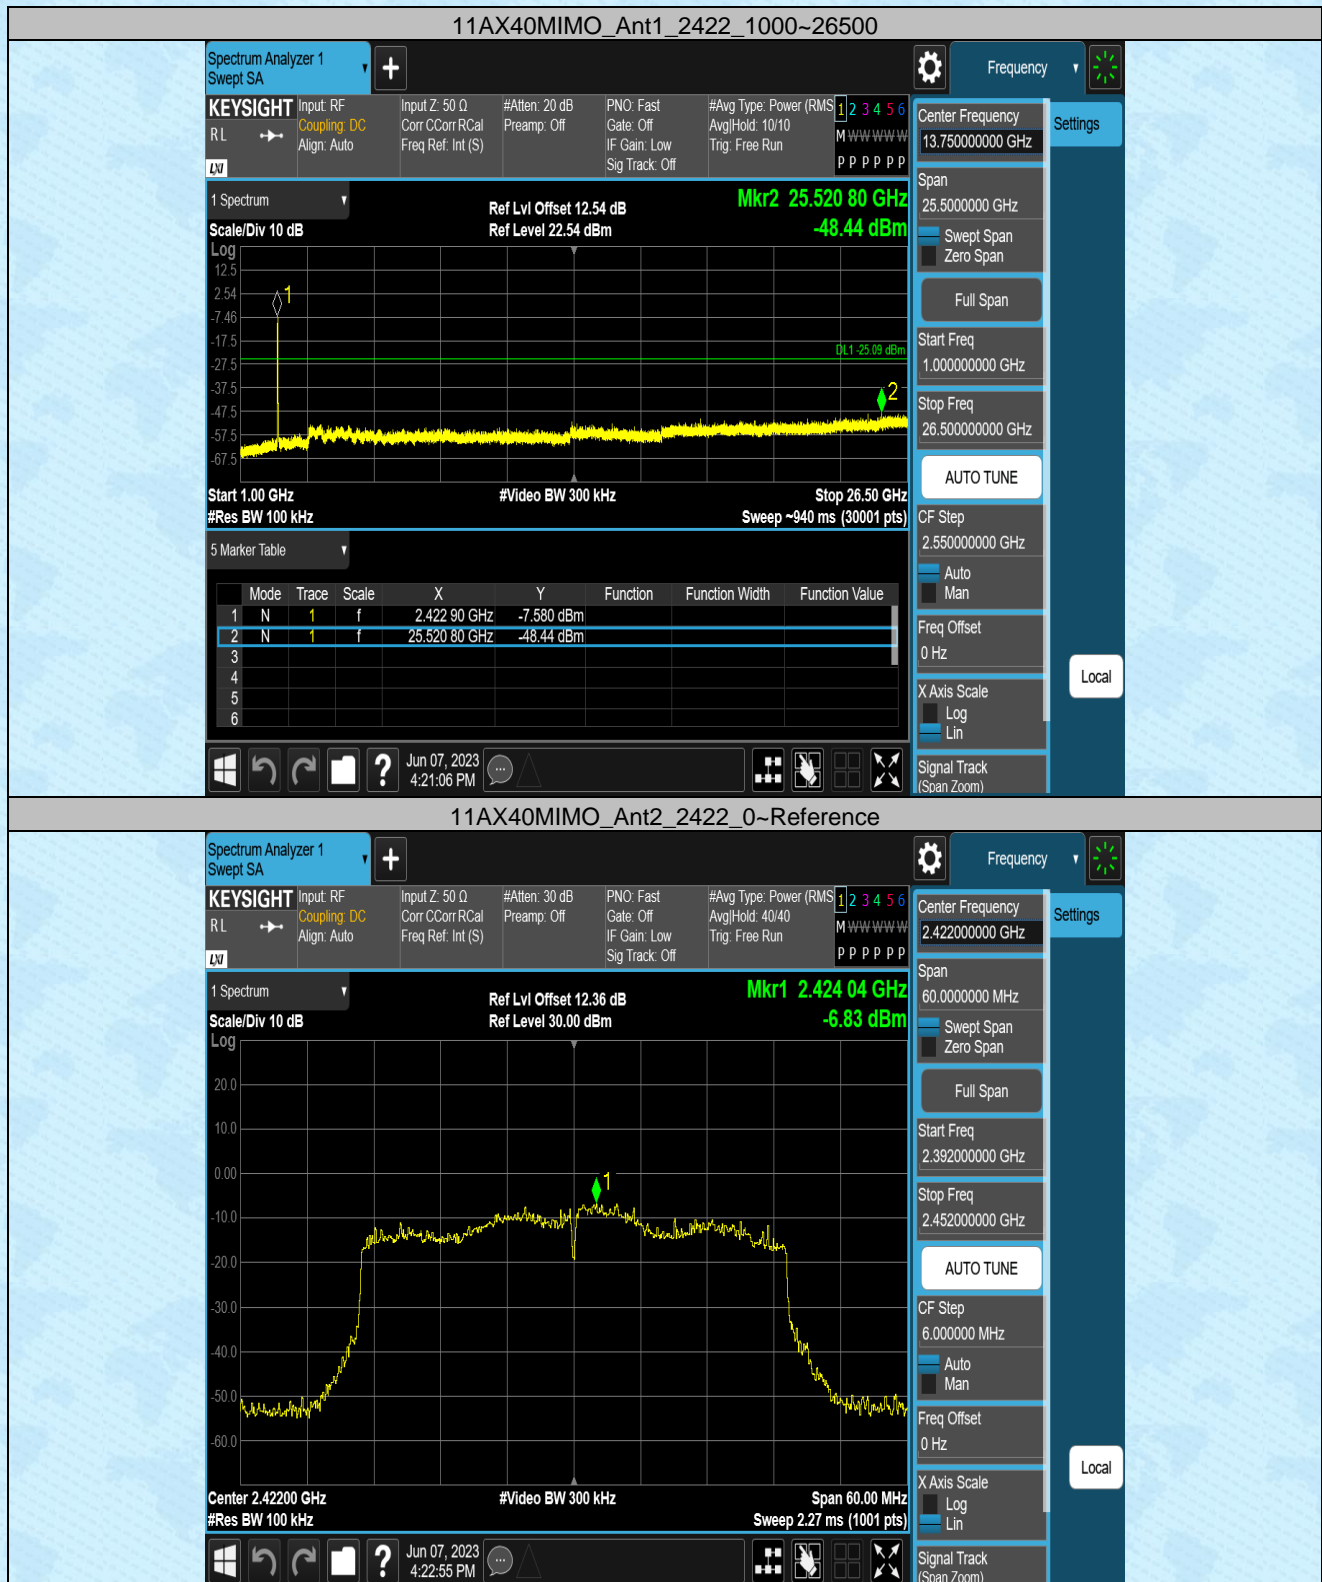 11AX40MIMO_Ant1_2422_1000~26500
Spectrum Analyzer 1
Swept SA
+
Frequency
KEYSIGHT
RL
LXI
Input: RF
Coupling: DC
Align: Auto
Input Z: 50 Ω
Corr CCorr RCal
Freq Ref: Int (S)
#Atten: 20 dB
Preamp: Off
PNO: Fast
Gate: Off
IF Gain: Low
Sig Track: Off
#Avg Type: Power (RMS
Avg|Hold: 10/10
Trig: Free Run
1 2 3 4 5 6
M W W W W W
P P P P P P
1 Spectrum
Scale/Div 10 dB
Ref Lvl Offset 12.54 dB
Ref Level 22.54 dBm
Mkr2 25.520 80 GHz
-48.44 dBm
Log
12.5
2.54
-7.46
-17.5
-27.5
-37.5
-47.5
-57.5
-67.5
1
DL1 -25.09 dBm
2
Start 1.00 GHz
#Res BW 100 kHz
#Video BW 300 kHz
Stop 26.50 GHz
Sweep ~940 ms (30001 pts)
5 Marker Table
Mode Trace Scale X Y Function Function Width Function Value
1 N 1 f 2.422 90 GHz -7.580 dBm
2 N 1 f 25.520 80 GHz -48.44 dBm
3
4
5
6
?
Jun 07, 2023
4:21:06 PM
Center Frequency
13.750000000 GHz
Span
25.5000000 GHz
Swept Span
Zero Span
Full Span
Start Freq
1.000000000 GHz
Stop Freq
26.500000000 GHz
AUTO TUNE
CF Step
2.550000000 GHz
Auto
Man
Freq Offset
0 Hz
X Axis Scale
Log
Lin
Signal Track
(Span Zoom)
Settings
Local
11AX40MIMO_Ant2_2422_0~Reference
Spectrum Analyzer 1
Swept SA
+
Frequency
KEYSIGHT
RL
LXI
Input: RF
Coupling: DC
Align: Auto
Input Z: 50 Ω
Corr CCorr RCal
Freq Ref: Int (S)
#Atten: 30 dB
Preamp: Off
PNO: Fast
Gate: Off
IF Gain: Low
Sig Track: Off
#Avg Type: Power (RMS
Avg|Hold: 40/40
Trig: Free Run
1 2 3 4 5 6
M W W W W W
P P P P P P
1 Spectrum
Scale/Div 10 dB
Ref Lvl Offset 12.36 dB
Ref Level 30.00 dBm
Mkr1 2.424 04 GHz
-6.83 dBm
Log
20.0
10.0
0.00
-10.0
-20.0
-30.0
-40.0
-50.0
-60.0
1
Center 2.42200 GHz
#Res BW 100 kHz
#Video BW 300 kHz
Span 60.00 MHz
Sweep 2.27 ms (1001 pts)
?
Jun 07, 2023
4:22:55 PM
Center Frequency
2.422000000 GHz
Span
60.0000000 MHz
Swept Span
Zero Span
Full Span
Start Freq
2.392000000 GHz
Stop Freq
2.452000000 GHz
AUTO TUNE
CF Step
6.000000 MHz
Auto
Man
Freq Offset
0 Hz
X Axis Scale
Log
Lin
Signal Track
(Span Zoom)
Settings
Local